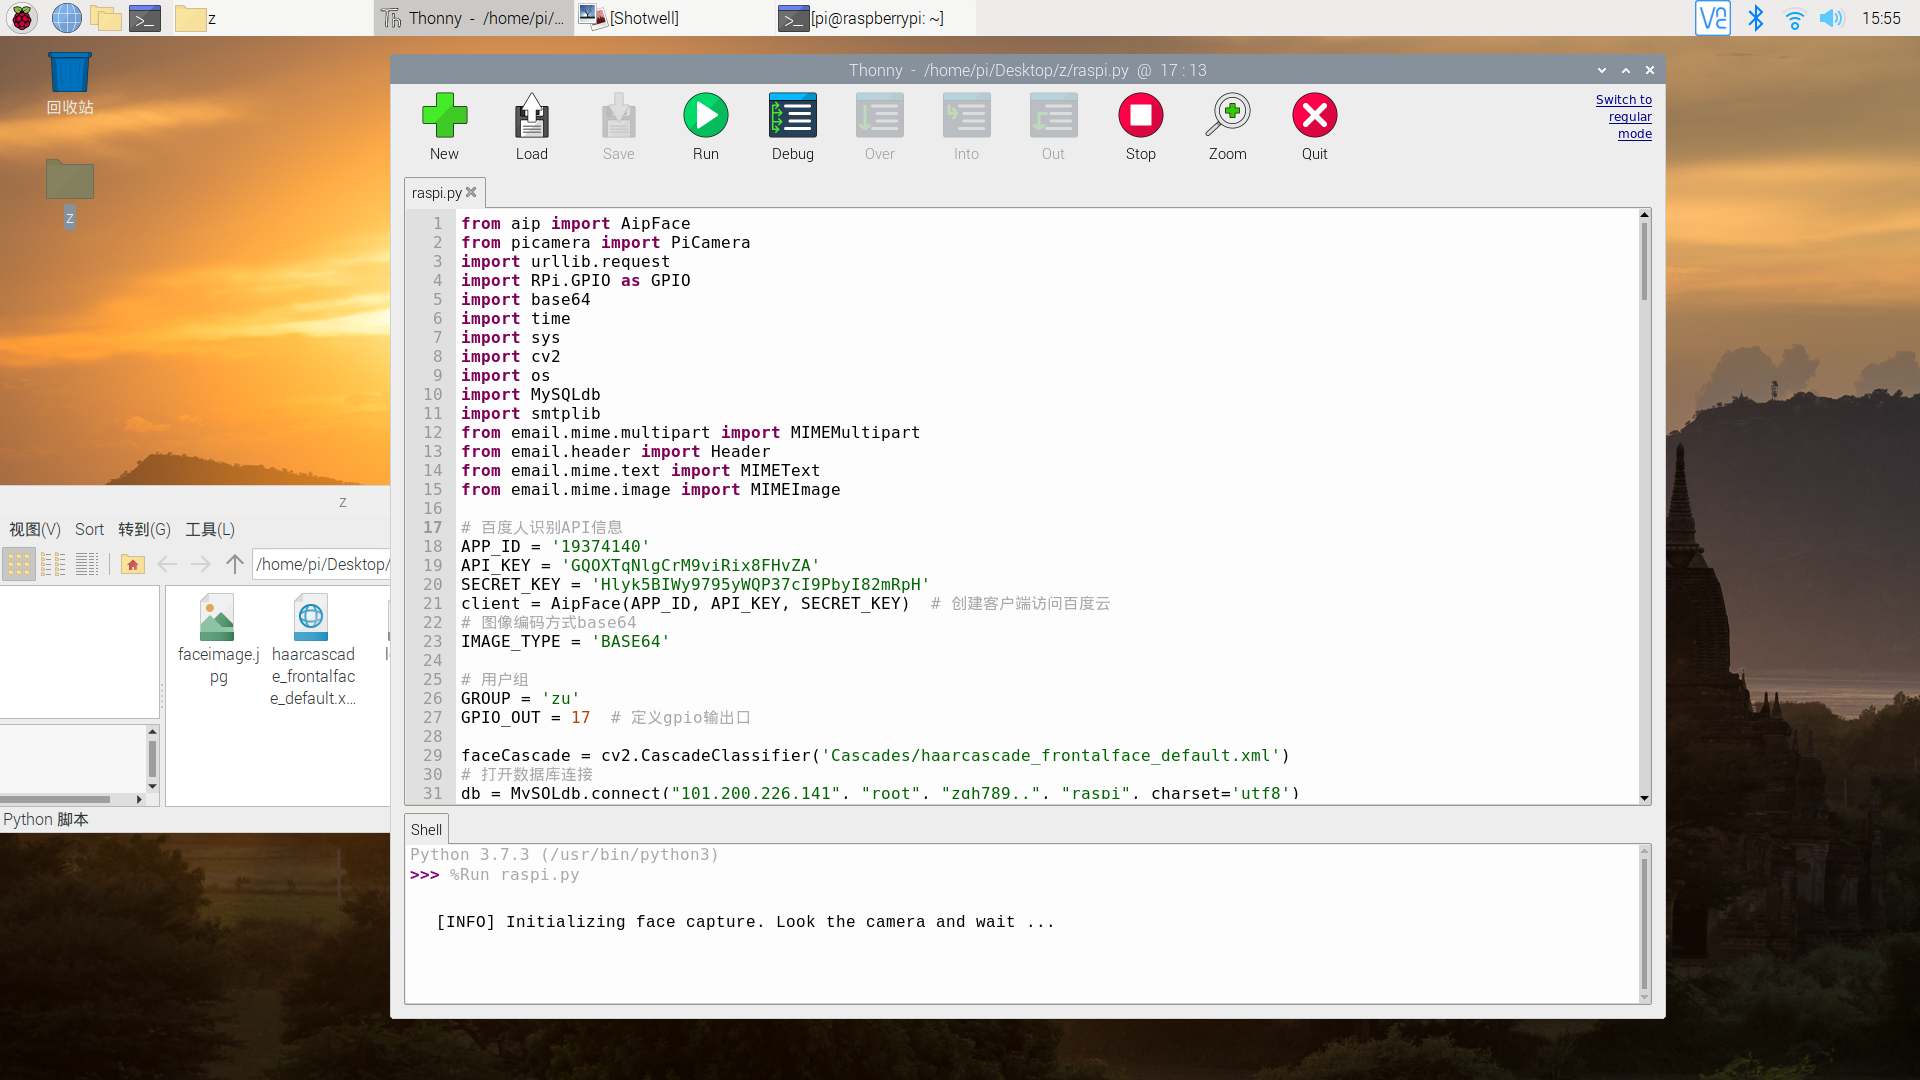 z
Thonny - /home/pi/...
[Shotwell]
[pi@raspberrypi: ~]
15:55
回收站
z
Thonny - /home/pi/Desktop/z/raspi.py @ 17 : 13
New
Load
Save
Run
Debug
Over
Into
Out
Stop
Zoom
Quit
Switch to
regular
mode
raspi.py
1 from aip import AipFace
2 from picamera import PiCamera
3 import urllib.request
4 import RPi.GPIO as GPIO
5 import base64
6 import time
7 import sys
8 import cv2
9 import os
10 import MySQLdb
11 import smtplib
12 from email.mime.multipart import MIMEMultipart
13 from email.header import Header
14 from email.mime.text import MIMEText
15 from email.mime.image import MIMEImage
16
17 # 百度人识别API信息
18 APP_ID = '19374140'
19 API_KEY = 'GQOXTqNlgCrM9viRix8FHvZA'
20 SECRET_KEY = 'Hlyk5BIWy9795yWQP37cI9PbyI82mRpH'
21 client = AipFace(APP_ID, API_KEY, SECRET_KEY)  # 创建客户端访问百度云
22 # 图像编码方式base64
23 IMAGE_TYPE = 'BASE64'
24
25 # 用户组
26 GROUP = 'zu'
27 GPIO_OUT = 17  # 定义gpio输出口
28
29 faceCascade = cv2.CascadeClassifier('Cascades/haarcascade_frontalface_default.xml')
30 # 打开数据库连接
31 db = MySQLdb.connect("101.200.226.141", "root", "zgh789..", "raspi", charset='utf8')
Shell
Python 3.7.3 (/usr/bin/python3)
>>> %Run raspi.py
[INFO] Initializing face capture. Look the camera and wait ...
z
视图(V)
Sort
转到(G)
工具(L)
/home/pi/Desktop/
faceimage.j
pg
haarcascad
e_frontalfac
e_default.x...
Python 脚本